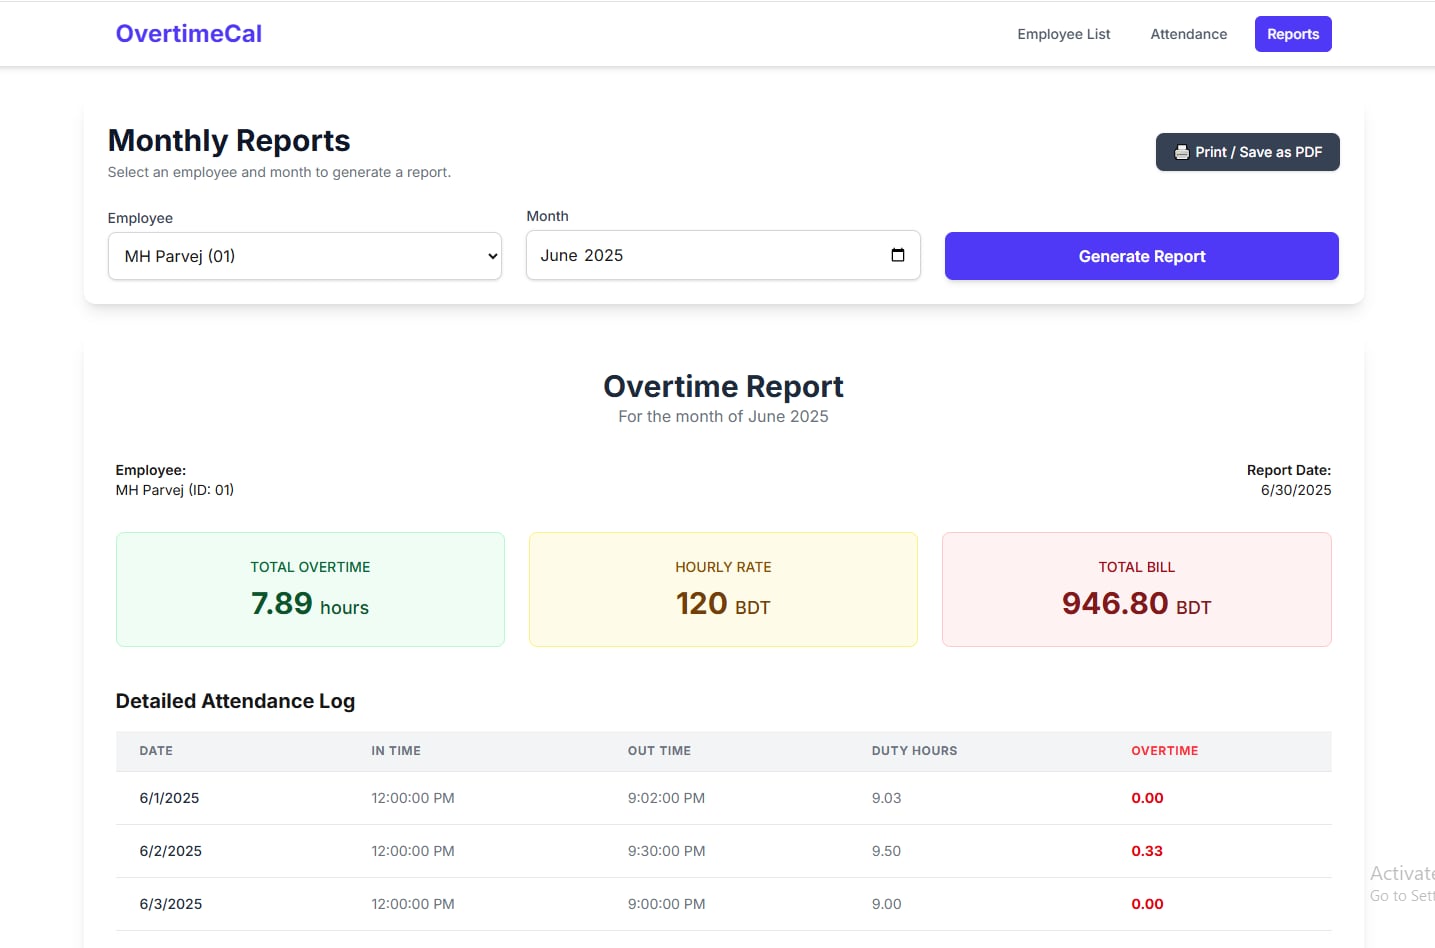 OvertimeCal
Employee List Attendance Reports
Monthly Reports
Select an employee and month to generate a report.
Print / Save as PDF
Employee
MH Parvej (01)
Month
June 2025
Generate Report
Overtime Report
For the month of June 2025
Employee:
MH Parvej (ID: 01)
Report Date:
6/30/2025
TOTAL OVERTIME
7.89 hours
HOURLY RATE
120 BDT
TOTAL BILL
946.80 BDT
Detailed Attendance Log
DATE IN TIME OUT TIME DUTY HOURS OVERTIME
6/1/2025 12:00:00 PM 9:02:00 PM 9.03 0.00
6/2/2025 12:00:00 PM 9:30:00 PM 9.50 0.33
6/3/2025 12:00:00 PM 9:00:00 PM 9.00 0.00
Activate
Go to Sett